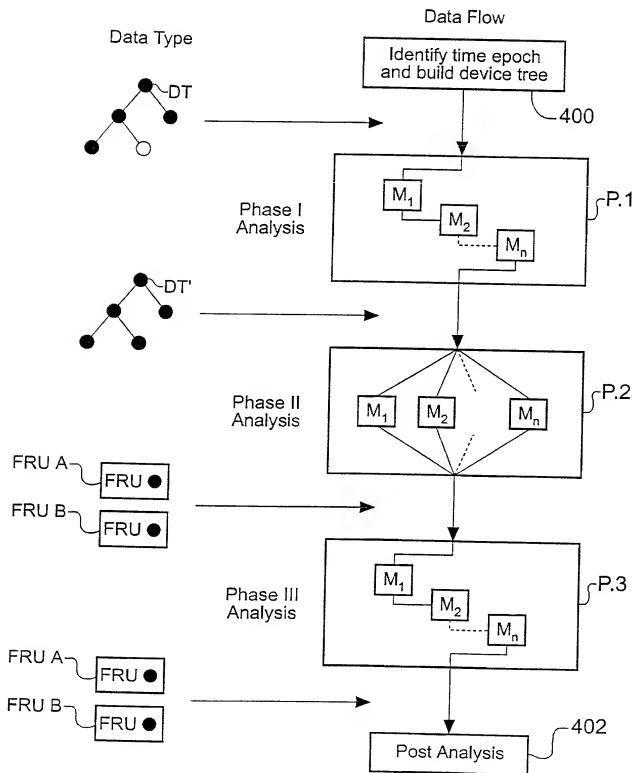 Data Flow
Data Type
Identify time epoch
and build device tree
DT
400
Phase I
Analysis
M1
M2
Mn
P.1
DT'
Phase II
Analysis
M1
M2
Mn
P.2
FRU A
FRU
FRU B
FRU
Phase III
Analysis
M1
M2
Mn
P.3
FRU A
FRU
FRU B
FRU
402
Post Analysis